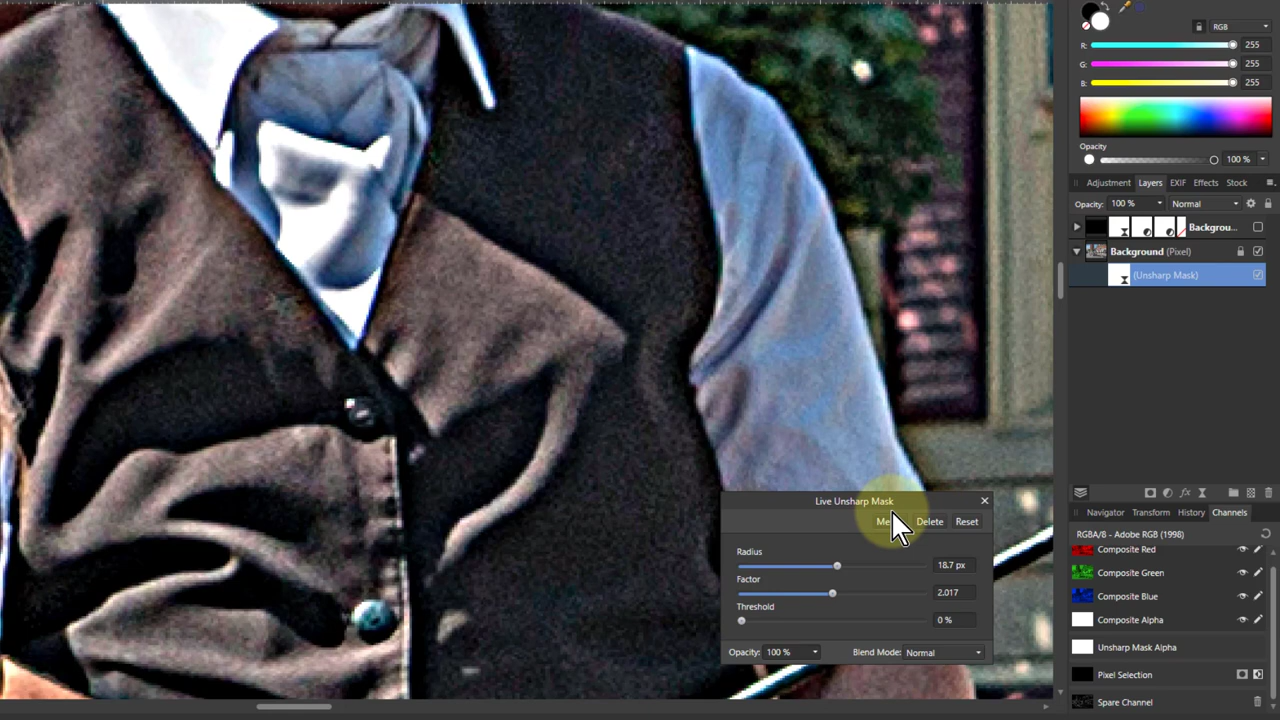 RGB
R: 255
G: 255
B: 255
Opacity
100 %
Adjustment Layers EXIF Effects Stock
Opacity: 100 % Normal
Backgrou...
Background (Pixel)
(Unsharp Mask)
Navigator Transform History Channels
RGBA/8 - Adobe RGB (1998)
Composite Red
Composite Green
Composite Blue
Composite Alpha
Unsharp Mask Alpha
Pixel Selection
Spare Channel
Live Unsharp Mask
Delete Reset
Radius
18.7 px
Factor
2.017
Threshold
0 %
Opacity: 100 % Blend Mode: Normal